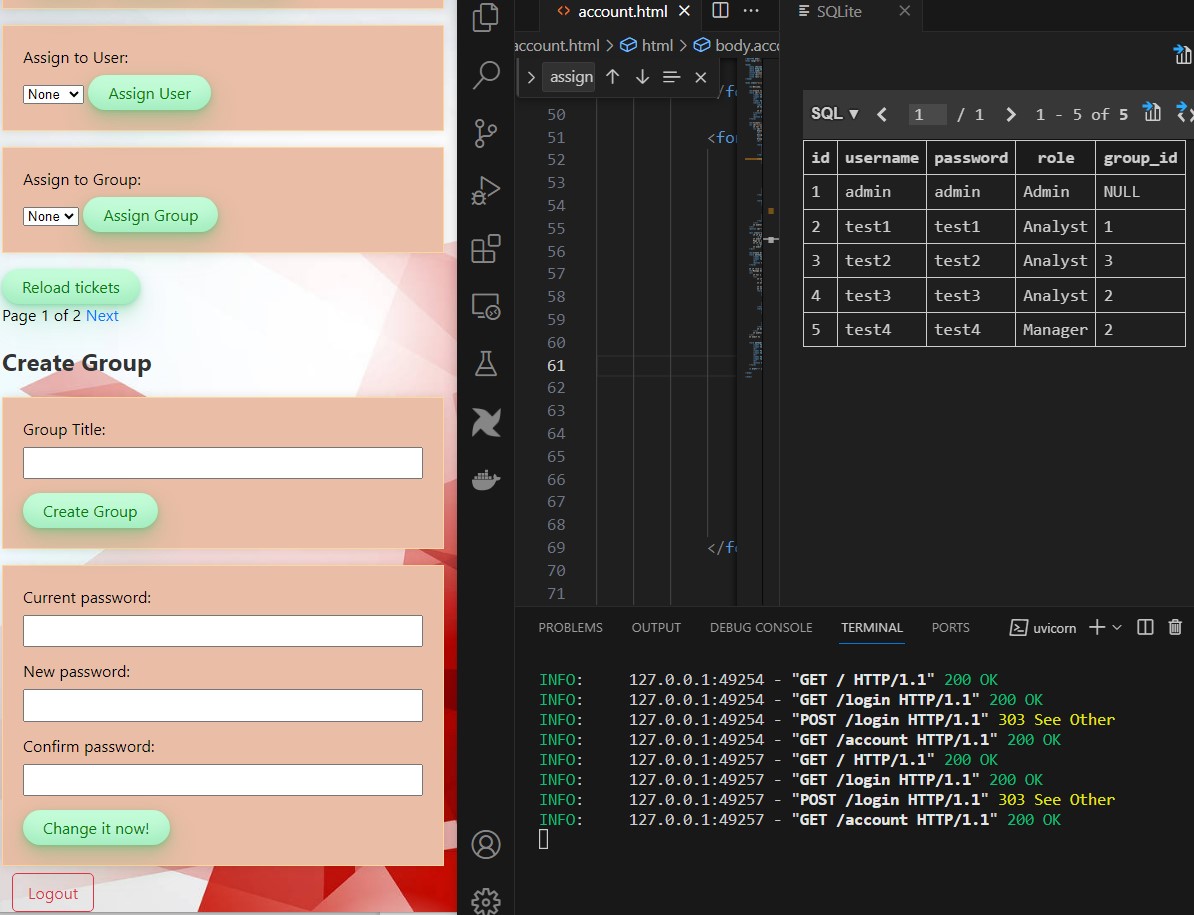 Assign to User:
None
Assign User
Assign to Group:
None
Assign Group
Reload tickets
Page 1 of 2 Next
Create Group
Group Title:
Create Group
Current password:
New password:
Confirm password:
Change it now!
Logout
account.html
SQLite
account.html > html > body.acc
assign
/fo
50
51 <for
52
53
54
55
56
57
58
59
60
61
62
63
64
65
66
67
68
69 </fo
70
71
SQL ▼ < 1 / 1 > 1 - 5 of 5
id username password role group_id
1 admin admin Admin NULL
2 test1 test1 Analyst 1
3 test2 test2 Analyst 3
4 test3 test3 Analyst 2
5 test4 test4 Manager 2
PROBLEMS OUTPUT DEBUG CONSOLE TERMINAL PORTS uvicorn
INFO: 127.0.0.1:49254 - "GET / HTTP/1.1" 200 OK
INFO: 127.0.0.1:49254 - "GET /login HTTP/1.1" 200 OK
INFO: 127.0.0.1:49254 - "POST /login HTTP/1.1" 303 See Other
INFO: 127.0.0.1:49254 - "GET /account HTTP/1.1" 200 OK
INFO: 127.0.0.1:49257 - "GET / HTTP/1.1" 200 OK
INFO: 127.0.0.1:49257 - "GET /login HTTP/1.1" 200 OK
INFO: 127.0.0.1:49257 - "POST /login HTTP/1.1" 303 See Other
INFO: 127.0.0.1:49257 - "GET /account HTTP/1.1" 200 OK